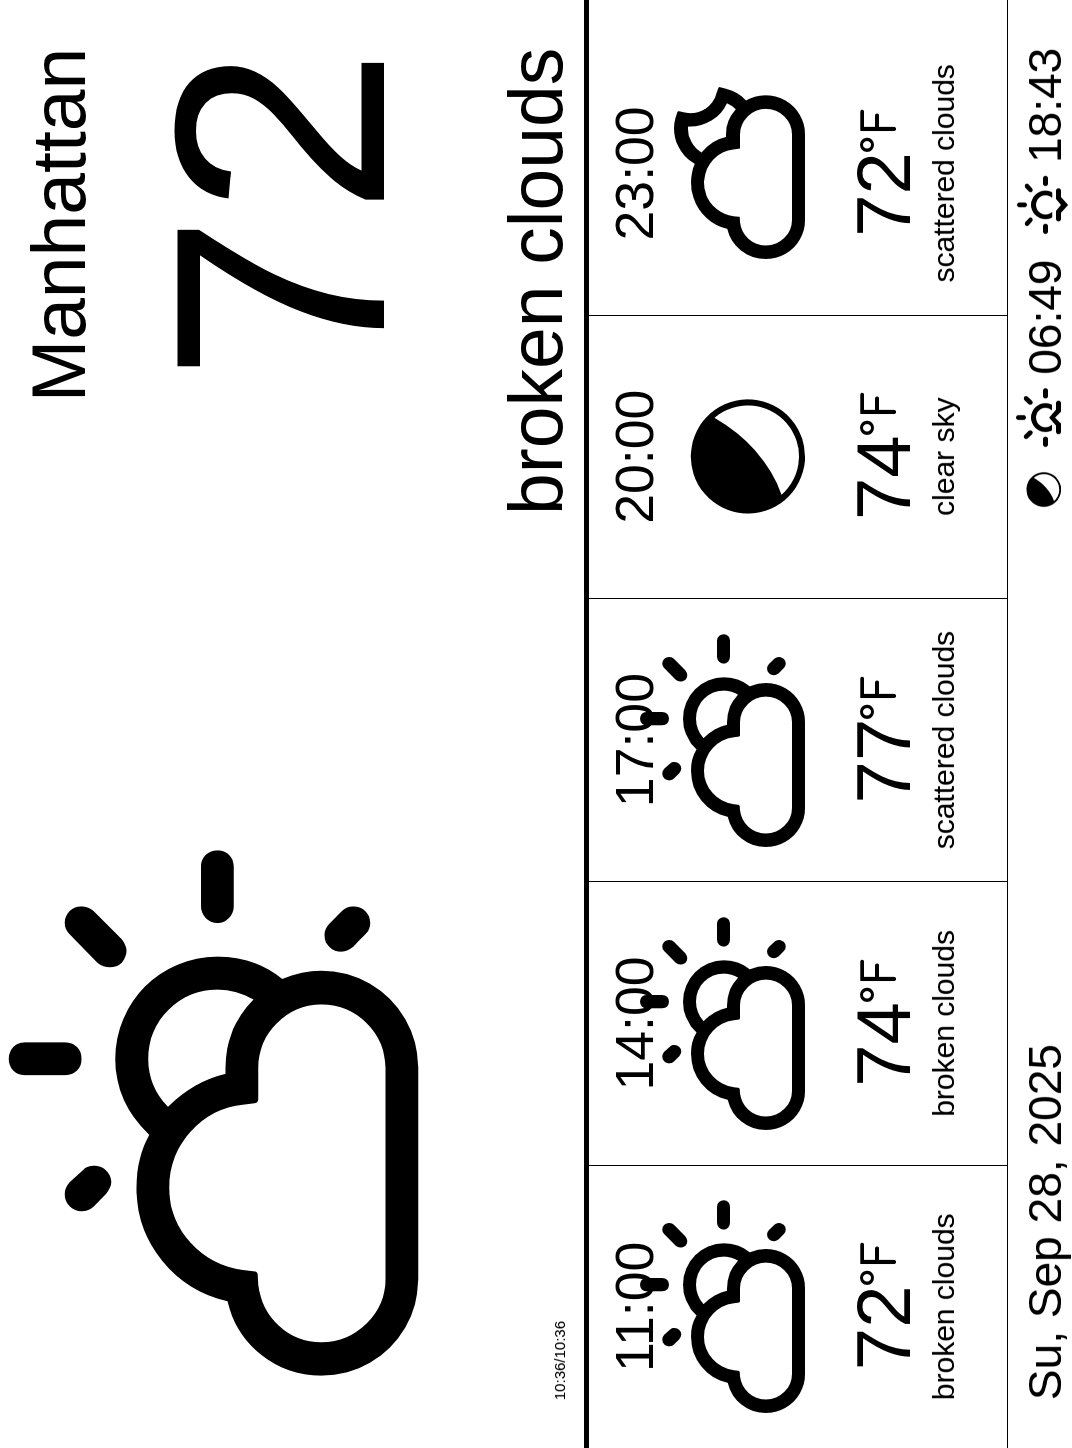 Manhattan
72
broken clouds
10:36/10:36
11:00
72°F
broken clouds
14:00
74°F
broken clouds
17:00
77°F
scattered clouds
20:00
74°F
clear sky
23:00
72°F
scattered clouds
Su, Sep 28, 2025 06:49 18:43